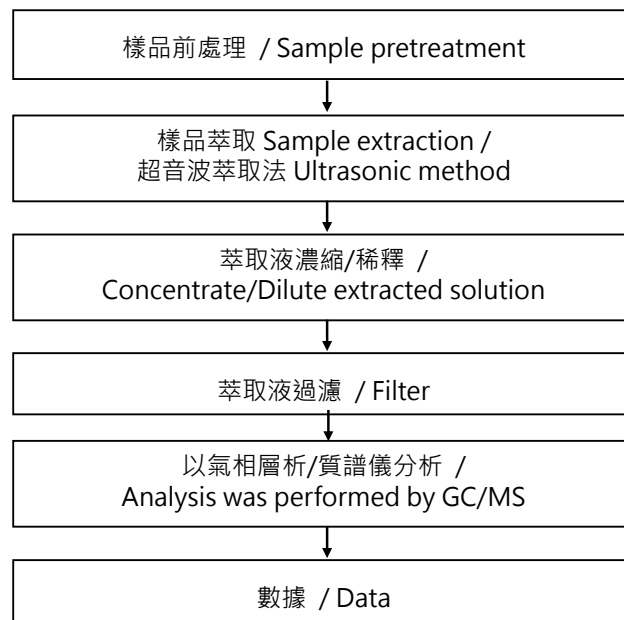 樣品前處理 / Sample pretreatment
樣品萃取 Sample extraction /
超音波萃取法 Ultrasonic method
萃取液濃縮/稀釋 /
Concentrate/Dilute extracted solution
萃取液過濾 / Filter
以氣相層析/質譜儀分析 /
Analysis was performed by GC/MS
數據 / Data